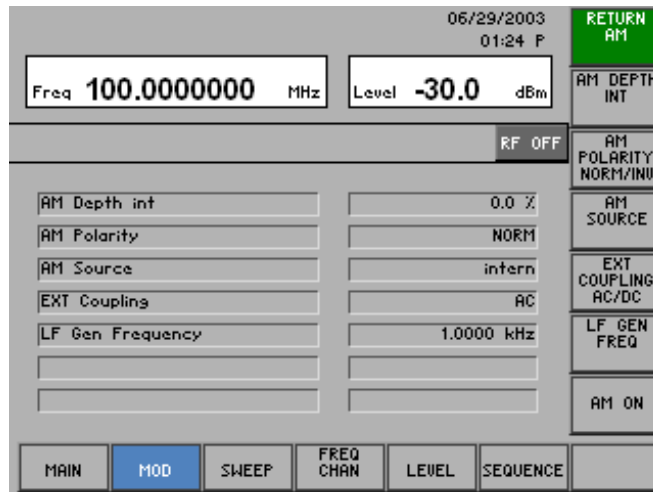 06/29/2003
01:24 P
Freq 100.0000000 MHz
Level -30.0 dBm
RF OFF
AM Depth int 0.0 %
AM Polarity NORM
AM Source intern
EXT Coupling AC
LF Gen Frequency 1.0000 kHz
RETURN
AM
AM DEPTH
INT
AM
POLARITY
NORM/INV
AM
SOURCE
EXT
COUPLING
AC/DC
LF GEN
FREQ
AM ON
MAIN
MOD
SWEEP
FREQ
CHAN
LEVEL
SEQUENCE